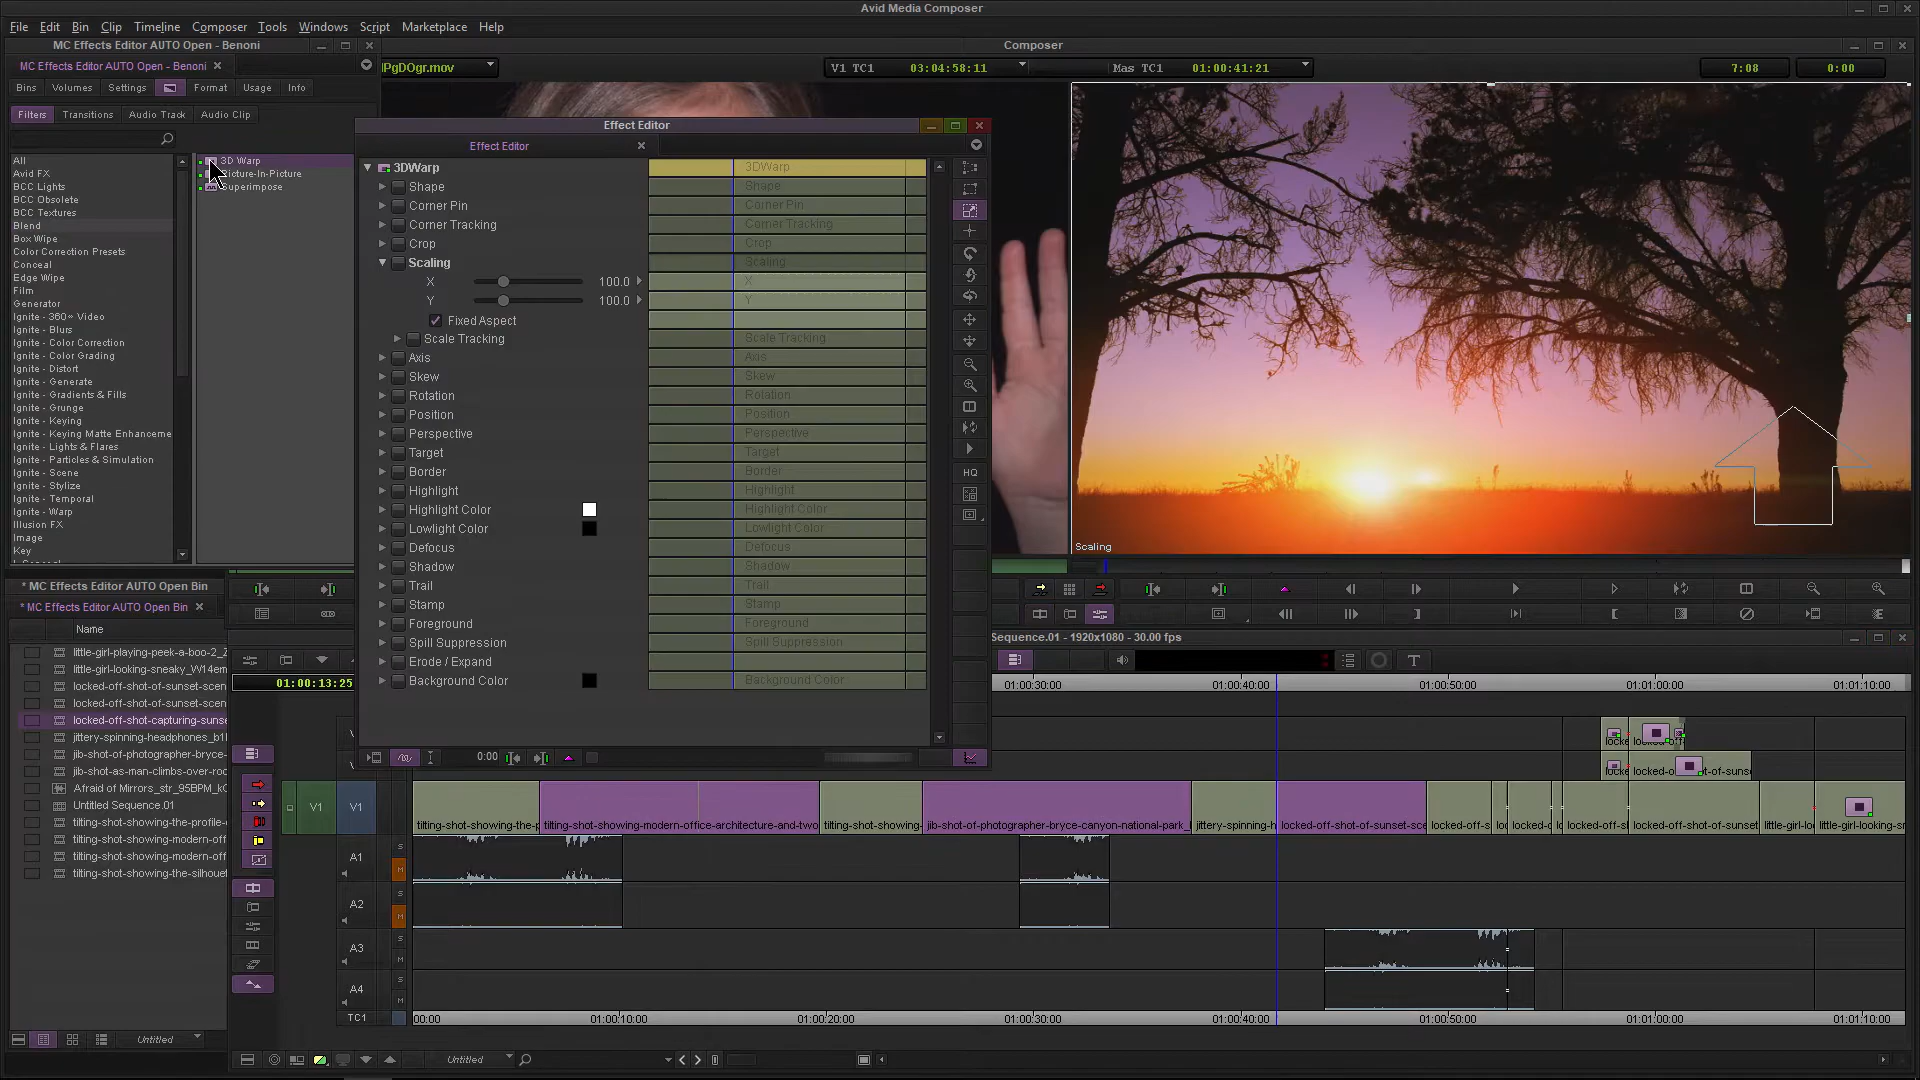 Avid Media Composer
File Edit Bin Clip Timeline Composer Tools Windows Script Marketplace Help
MC Effects Editor AUTO Open - Benoni
Composer
MC Effects Editor AUTO Open - Benoni
V1 TC1 03:04:58:11 Mas TC1 01:00:41:21 7:08 0:00
Bins Volumes Settings Format Usage Info
Filters Transitions Audio Track Audio Clip
Effect Editor
Effect Editor
All
Avid FX
BCC Lights
BCC Obsolete
BCC Textures
Blend
Box Wipe
Color Correction Presets
Conceal
Edge Wipe
Film
Generator
Ignite - 360° Video
Ignite - Blurs
Ignite - Color Correction
Ignite - Color Grading
Ignite - Distort
Ignite - Generate
Ignite - Gradients & Fills
Ignite - Grunge
Ignite - Keying
Ignite - Keying Matte Enhanceme
Ignite - Lights & Flares
Ignite - Particles & Simulation
Ignite - Scene
Ignite - Stylize
Ignite - Temporal
Ignite - Warp
Illusion FX
Image
Key
3D Warp
Picture-In-Picture
Superimpose
3DWarp 3DWarp
Shape Shape
Corner Pin Corner Pin
Corner Tracking Corner Tracking
Crop Crop
Scaling Scaling
X 100.0 X
Y 100.0 Y
Fixed Aspect
Scale Tracking Scale Tracking
Axis Axis
Skew Skew
Rotation Rotation
Position Position
Perspective Perspective
Target Target
Border Border
Highlight Highlight
Highlight Color Highlight Color
Lowlight Color Lowlight Color
Defocus Defocus
Shadow Shadow
Trail Trail
Stamp Stamp
Foreground Foreground
Spill Suppression Spill Suppression
Erode / Expand
Background Color Background Color
0:00
HQ
Scaling
* MC Effects Editor AUTO Open Bin
* MC Effects Editor AUTO Open Bin
Name
little-girl-playing-peek-a-boo-2_Z
little-girl-looking-sneaky_W14em
locked-off-shot-of-sunset-scen
locked-off-shot-of-sunset-scen
locked-off-shot-capturing-sunse
jittery-spinning-headphones_b1l
jib-shot-of-photographer-bryce-
jib-shot-as-man-climbs-over-roc
Afraid of Mirrors_str_95BPM_k
Untitled Sequence.01
tilting-shot-showing-the-profile-
tilting-shot-showing-modern-off
tilting-shot-showing-modern-off
tilting-shot-showing-the-silhouet
Untitled
Sequence.01 - 1920x1080 - 30.00 fps
01:00:13:25
01:00:30:00 01:00:40:00 01:00:50:00 01:01:00:00 01:01:10:00
V1 V1
tilting-shot-showing-the-p tilting-shot-showing-modern-office-architecture-and-two tilting-shot-showing- jib-shot-of-photographer-bryce-canyon-national-park_ jittery-spinning-h locked-off-shot-of-sunset-sce locked-off-s locked-off-shot-of-sunset little-girl-lo little-girl-looking-sn
A1
A2
A3
A4
TC1
S
M
00:00 01:00:10:00 01:00:20:00 01:00:30:00 01:00:40:00 01:00:50:00 01:01:00:00 01:01:10:00
Untitled